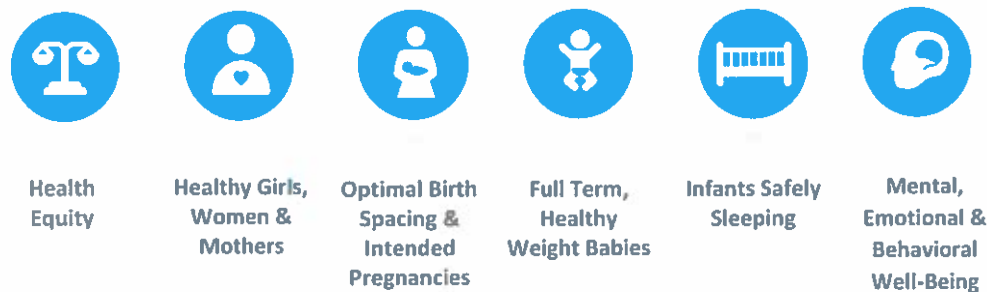 Health
Equity
Healthy Girls,
Women &
Mothers
Optimal Birth
Spacing &
Intended
Pregnancies
Full Term,
Healthy
Weight Babies
Infants Safely
Sleeping
Mental,
Emotional &
Behavioral
Well-Being